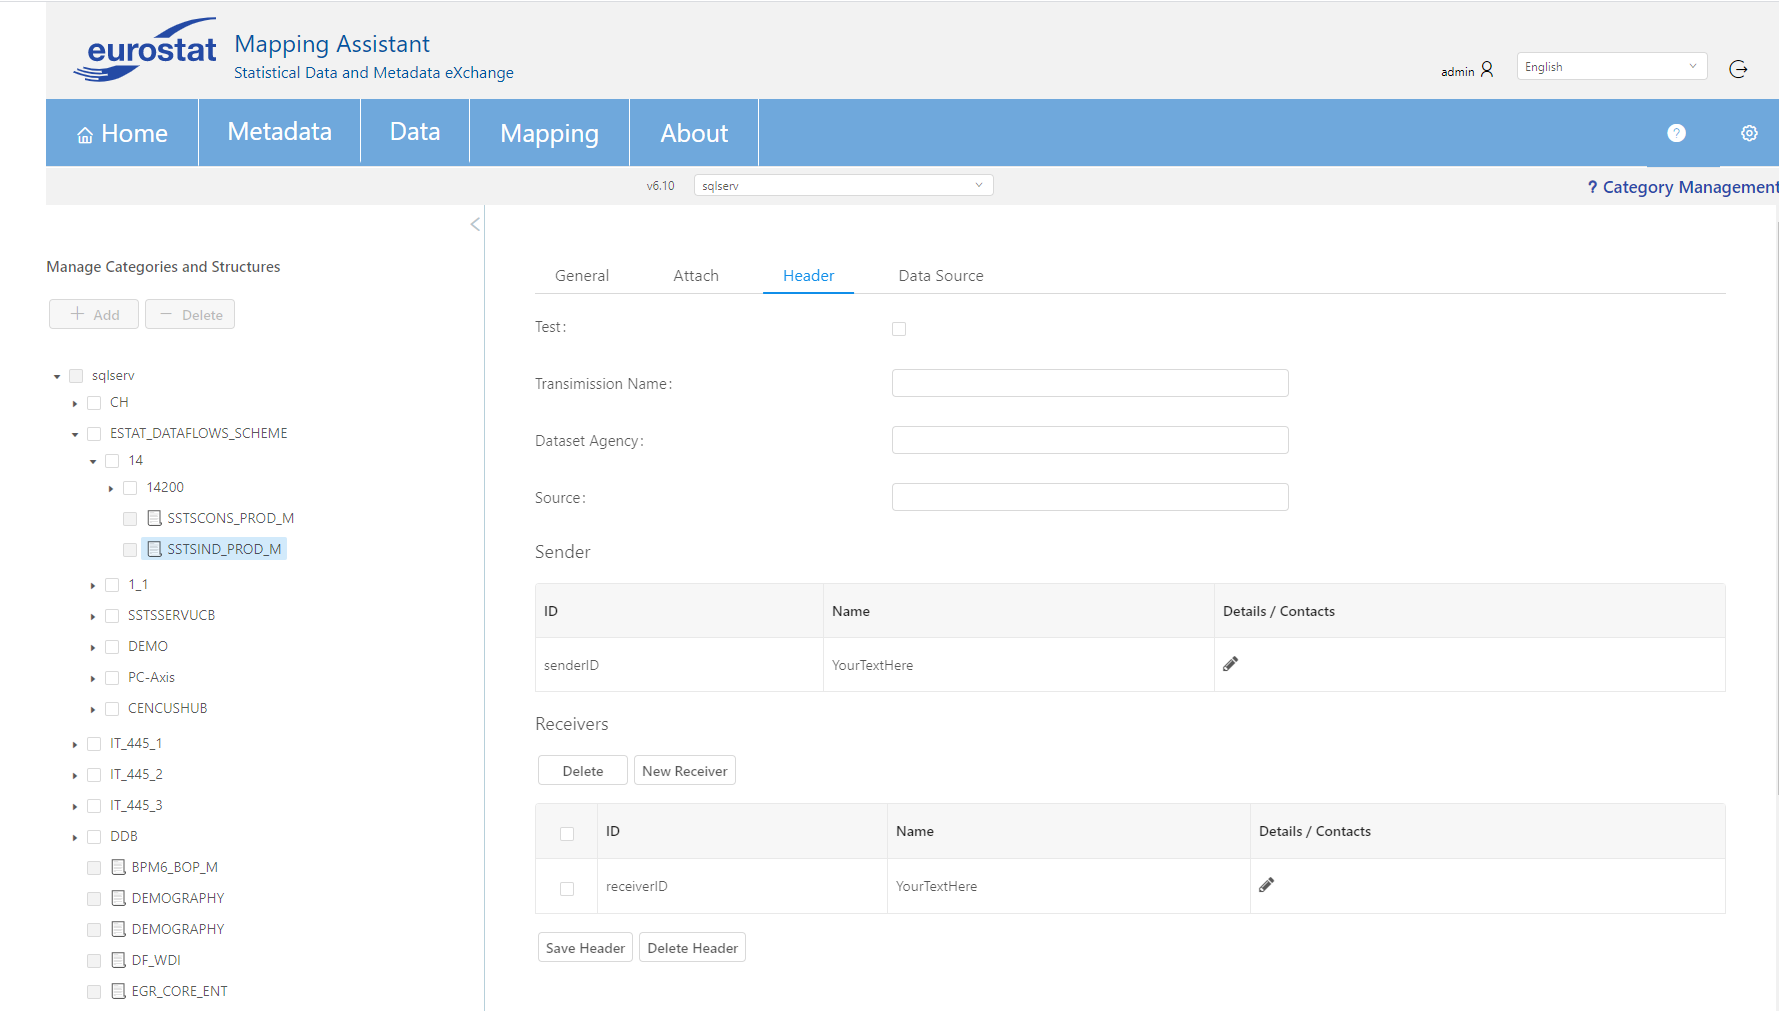 eurostat
Mapping Assistant
Statistical Data and Metadata eXchange
admin
English
Home
Metadata
Data
Mapping
About
?
v6.10
sqlserv
? Category Management
Manage Categories and Structures
+ Add
− Delete
sqlserv
CH
ESTAT_DATAFLOWS_SCHEME
14
14200
SSTSCONS_PROD_M
SSTSIND_PROD_M
1_1
SSTSSERVUCB
DEMO
PC-Axis
CENCUSHUB
IT_445_1
IT_445_2
IT_445_3
DDB
BPM6_BOP_M
DEMOGRAPHY
DEMOGRAPHY
DF_WDI
EGR_CORE_ENT
General
Attach
Header
Data Source
Test:
Transimission Name:
Dataset Agency:
Source:
Sender
ID Name Details / Contacts
senderID YourTextHere
Receivers
Delete
New Receiver
ID Name Details / Contacts
receiverID YourTextHere
Save Header
Delete Header